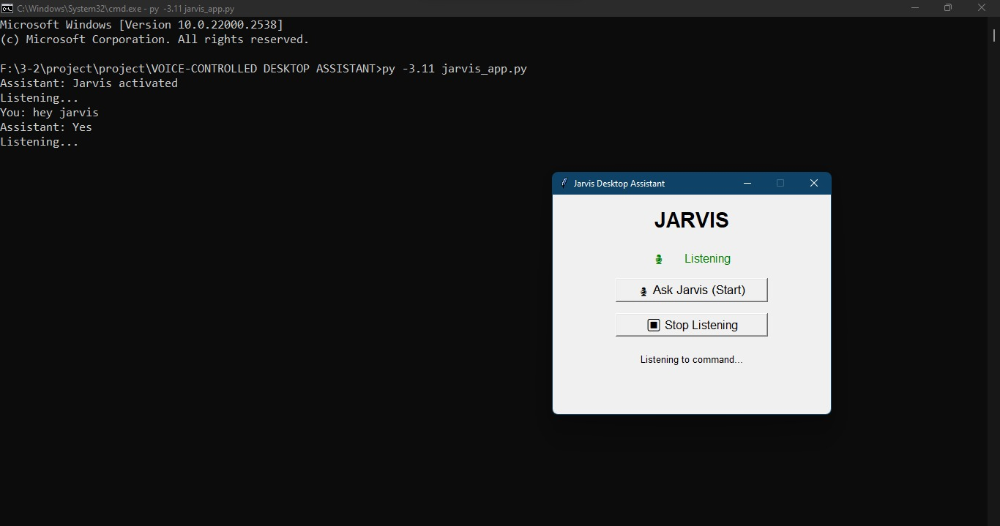 C:\Windows\System32\cmd.exe - py -3.11 jarvis_app.py
Microsoft Windows [Version 10.0.22000.2538]
(c) Microsoft Corporation. All rights reserved.
F:\3-2\project\project\VOICE-CONTROLLED DESKTOP ASSISTANT>py -3.11 jarvis_app.py
Assistant: Jarvis activated
Listening...
You: hey jarvis
Assistant: Yes
Listening...
Jarvis Desktop Assistant
JARVIS
Listening
Ask Jarvis (Start)
Stop Listening
Listening to command...